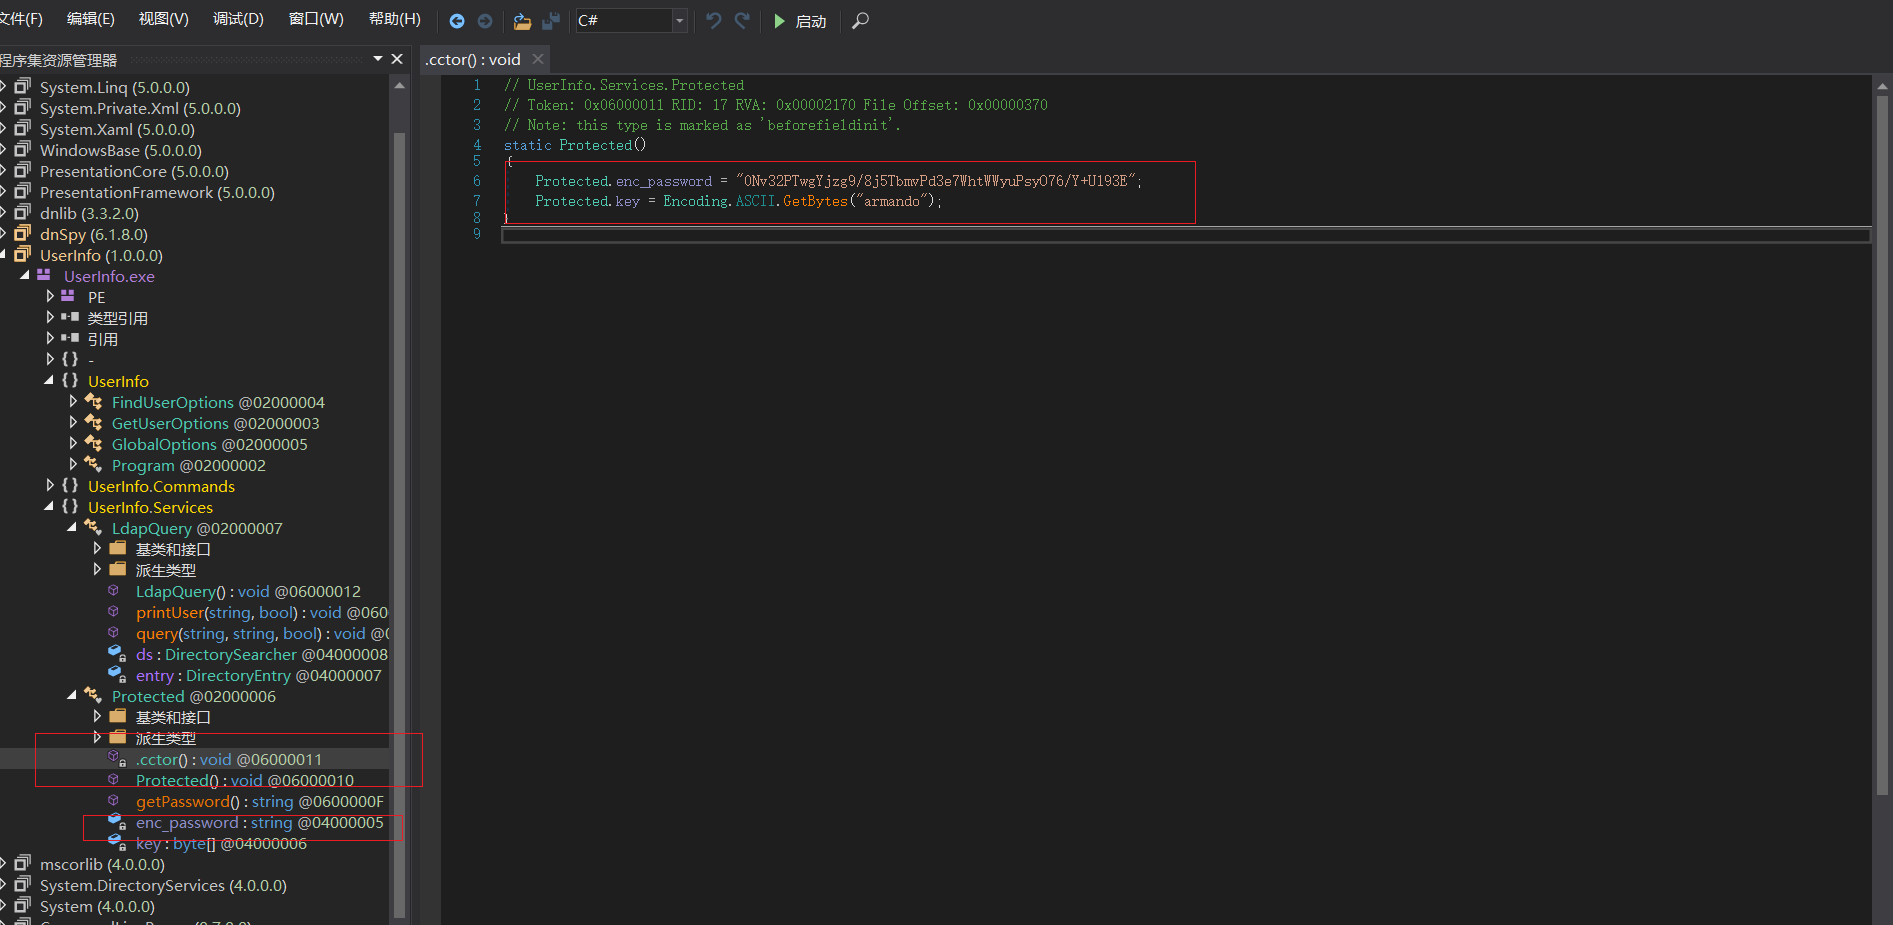 文件(F) 编辑(E) 视图(V) 调试(D) 窗口(W) 帮助(H) C# 启动
程序集资源管理器
System.Linq (5.0.0.0)
System.Private.Xml (5.0.0.0)
System.Xaml (5.0.0.0)
WindowsBase (5.0.0.0)
PresentationCore (5.0.0.0)
PresentationFramework (5.0.0.0)
dnlib (3.3.2.0)
dnSpy (6.1.8.0)
UserInfo (1.0.0.0)
UserInfo.exe
PE
类型引用
引用
{ } -
{ } UserInfo
FindUserOptions @02000004
GetUserOptions @02000003
GlobalOptions @02000005
Program @02000002
{ } UserInfo.Commands
{ } UserInfo.Services
LdapQuery @02000007
基类和接口
派生类型
LdapQuery() : void @06000012
printUser(string, bool) : void @060
query(string, string, bool) : void @0
ds : DirectorySearcher @04000008
entry : DirectoryEntry @04000007
Protected @02000006
基类和接口
派生类型
.cctor() : void @06000011
Protected() : void @06000010
getPassword() : string @0600000F
enc_password : string @04000005
key : byte[] @04000006
mscorlib (4.0.0.0)
System.DirectoryServices (4.0.0.0)
System (4.0.0.0)
.cctor() : void
1 // UserInfo.Services.Protected
2 // Token: 0x06000011 RID: 17 RVA: 0x00002170 File Offset: 0x00000370
3 // Note: this type is marked as 'beforefieldinit'.
4 static Protected()
5 {
6 Protected.enc_password = "0Nv32PTwgYjzg9/8j5TbmvPd3e7WhtWWyuPsyO76/Y+U193E";
7 Protected.key = Encoding.ASCII.GetBytes("armando");
8 }
9